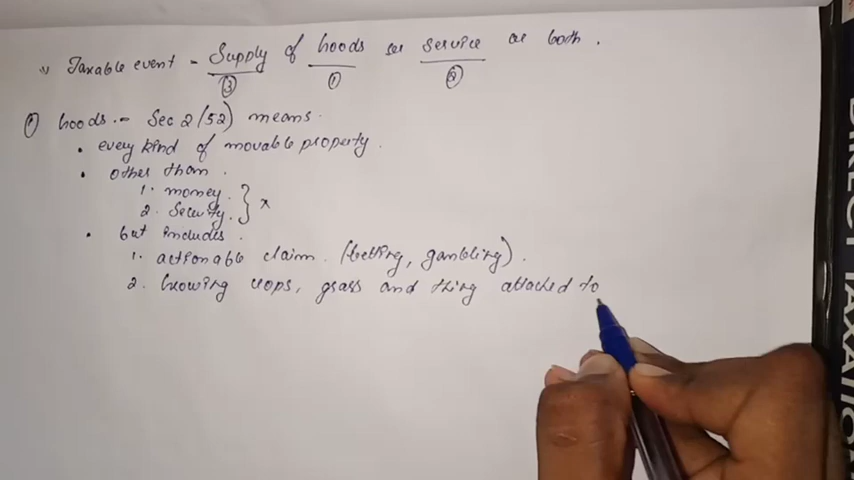 Taxable event - Supply of Goods or service or both.
③ ① ②
① Goods - Sec 2 (52) means.
• every kind of movable property.
• other than.
1. money. } x
2. Security.
• but includes.
1. actionable claim. (betting, gambling).
2. Growing crops, grass and thing attached to
DIRECT TAXATION